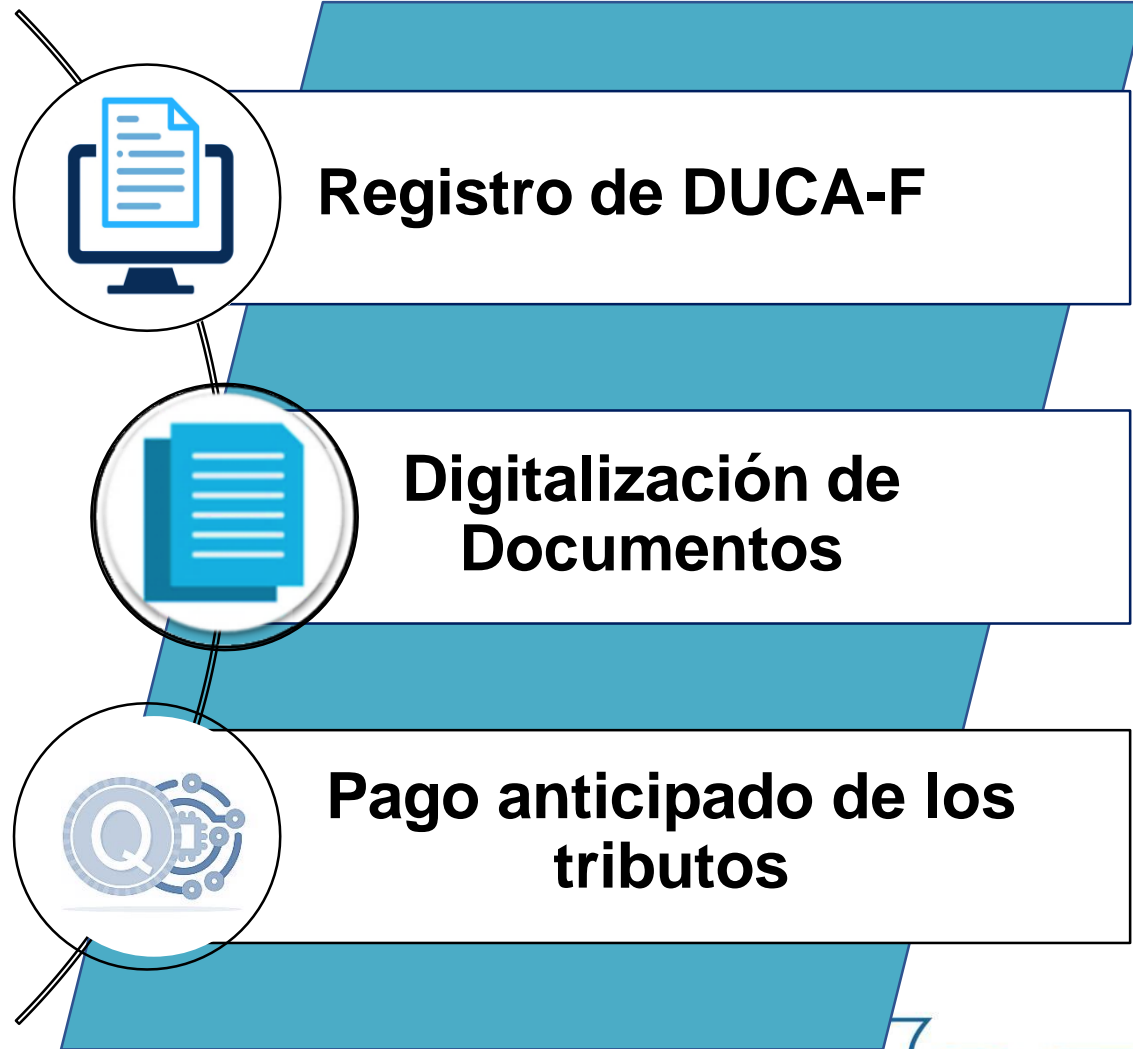 Registro de DUCA-F
Digitalización de
Documentos
Q
Pago anticipado de los
tributos